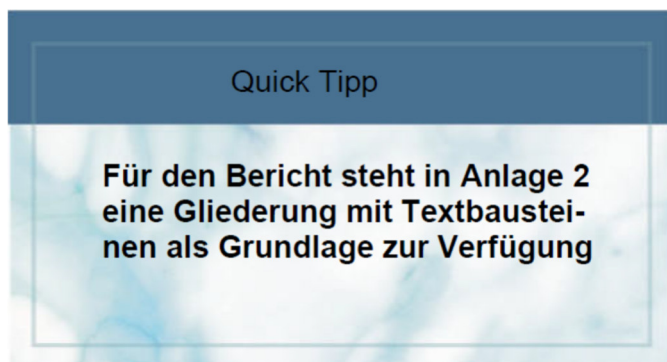 Quick Tipp
Für den Bericht steht in Anlage 2
eine Gliederung mit Textbaustei-
nen als Grundlage zur Verfügung